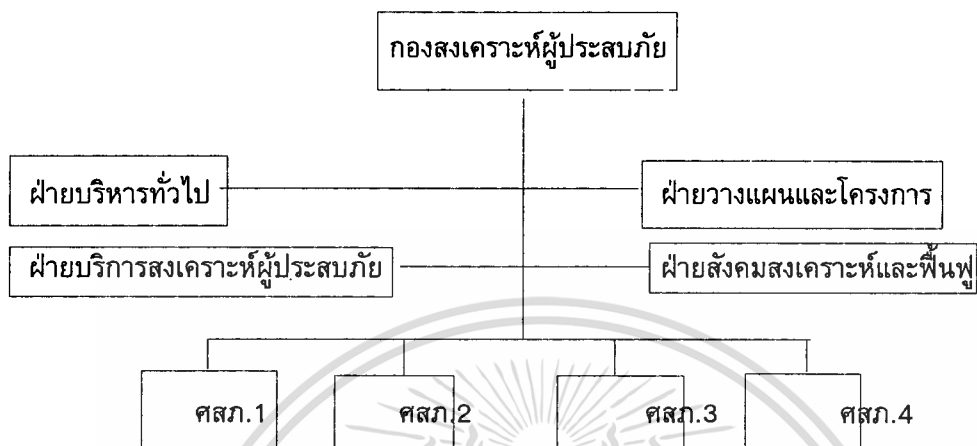 กองสงเคราะห์ผู้ประสบภัย
ฝ่ายบริหารทั่วไป
ฝ่ายวางแผนและโครงการ
ฝ่ายบริการสงเคราะห์ผู้ประสบภัย
ฝ่ายสังคมสงเคราะห์และฟื้นฟู
ศสภ.1
ศสภ.2
ศสภ.3
ศสภ.4